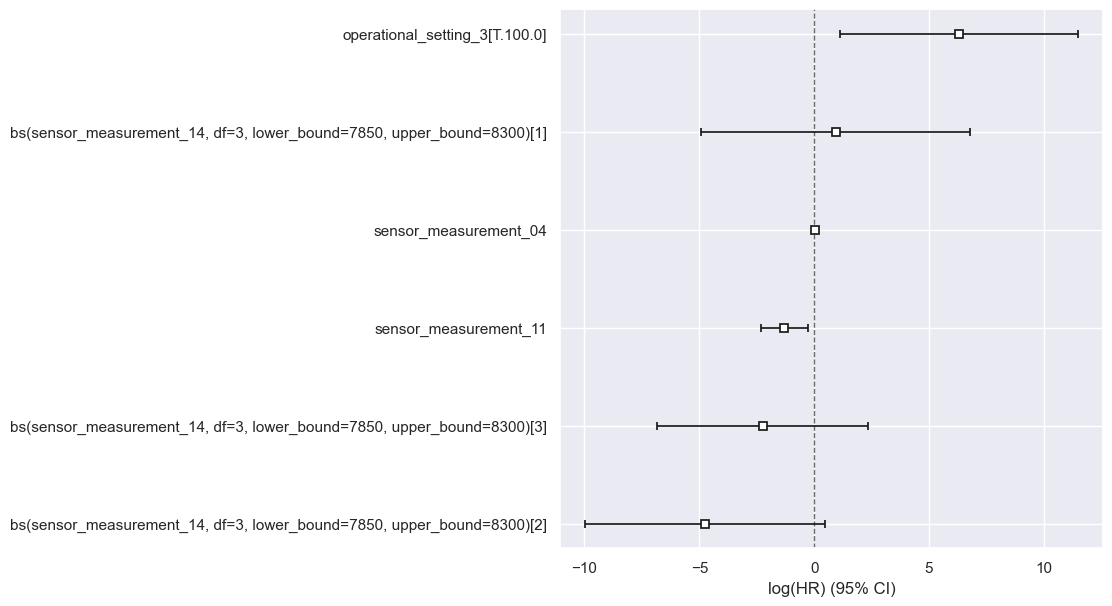 operational_setting_3[T.100.0]
bs(sensor_measurement_14, df=3, lower_bound=7850, upper_bound=8300)[1]
sensor_measurement_04
sensor_measurement_11
bs(sensor_measurement_14, df=3, lower_bound=7850, upper_bound=8300)[3]
bs(sensor_measurement_14, df=3, lower_bound=7850, upper_bound=8300)[2]
−10 −5 0 5 10
log(HR) (95% CI)